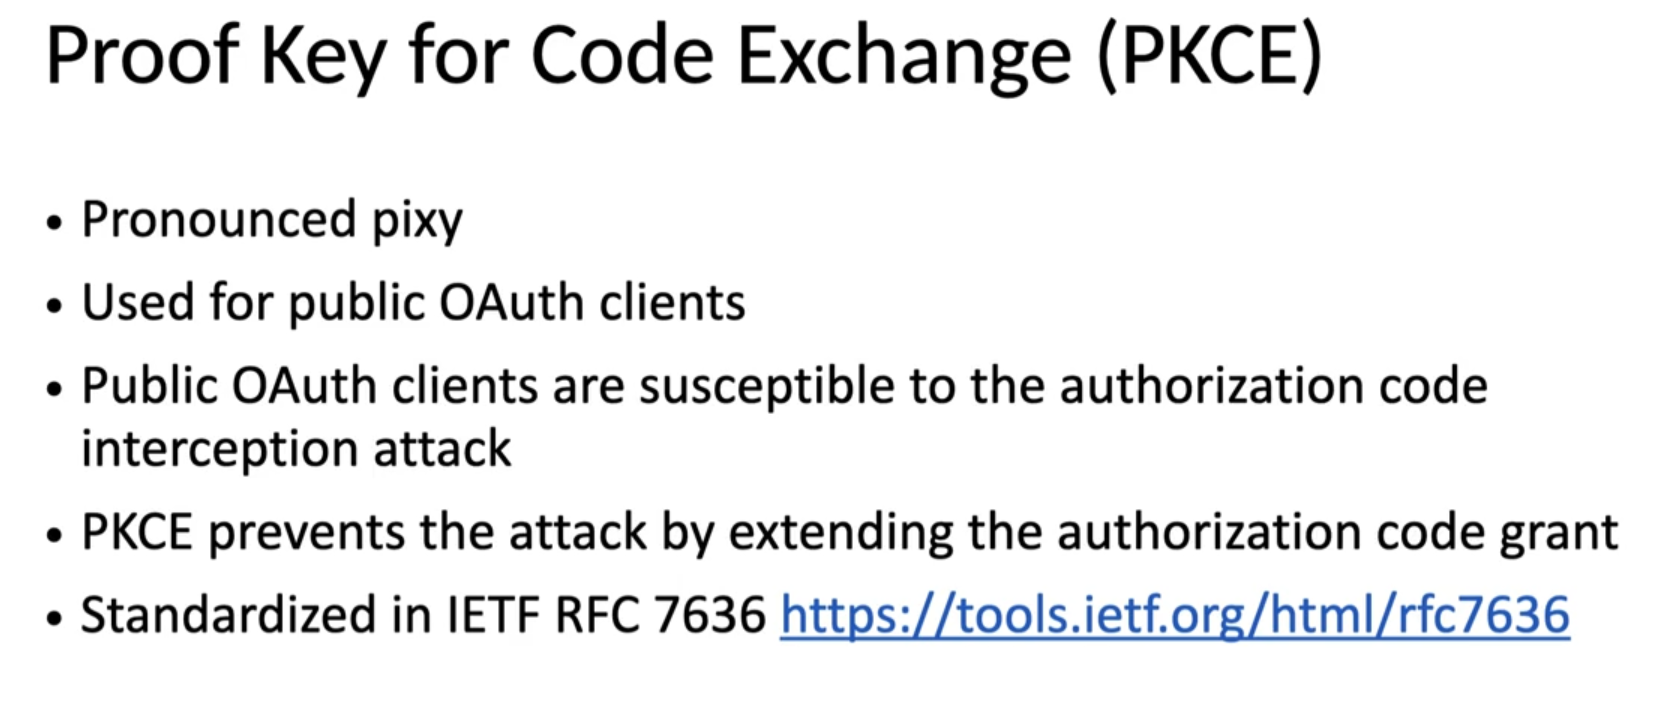 Proof Key for Code Exchange (PKCE)
• Pronounced pixy
• Used for public OAuth clients
• Public OAuth clients are susceptible to the authorization code
interception attack
• PKCE prevents the attack by extending the authorization code grant
• Standardized in IETF RFC 7636 https://tools.ietf.org/html/rfc7636